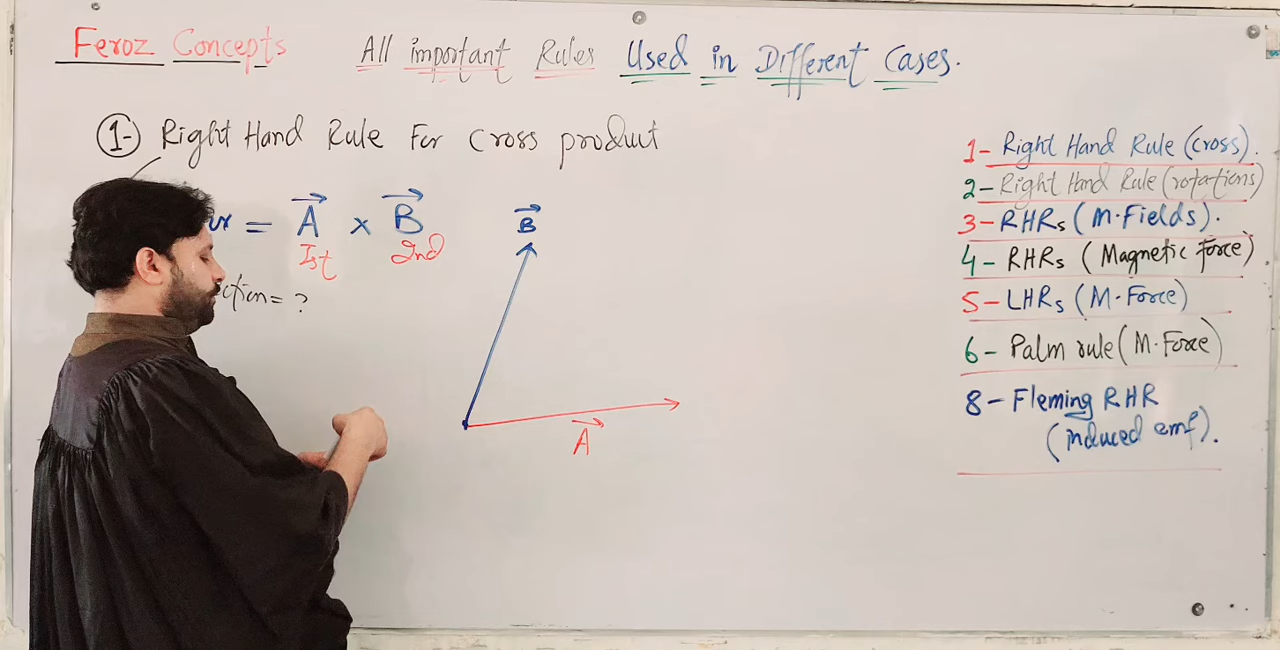 Feroz Concepts
All important Rules Used in Different Cases.
1-) Right Hand Rule For Cross product
= A × B
Ist 2nd
= ?
B
A
1- Right Hand Rule (cross).
2- Right Hand Rule (rotations)
3- RHRs (M.Fields).
4- RHRs (Magnetic force)
5- LHRs (M.Force)
6- Palm rule (M.Force)
8- Fleming RHR
(induced emf).